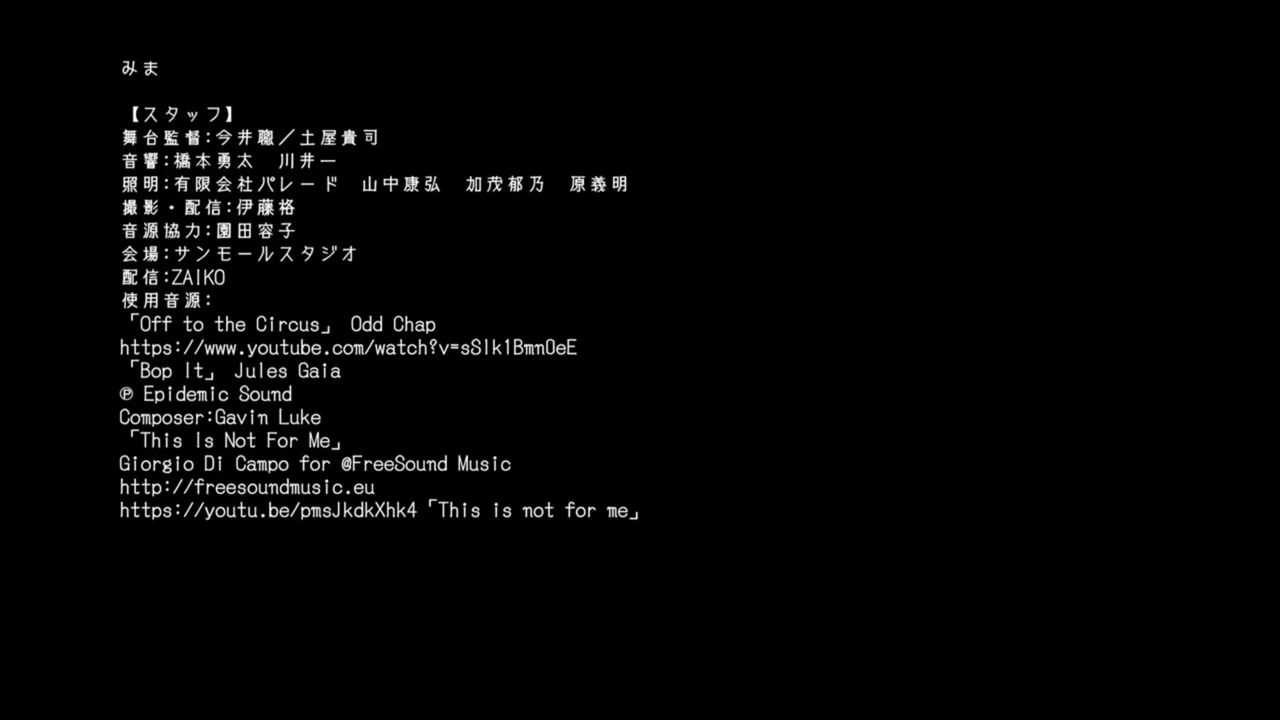 みま
【スタッフ】
舞台監督:今井聰／土屋貴司
音響:橋本勇太　川井一
照明:有限会社パレード　山中康弘　加茂郁乃　原義明
撮影・配信:伊藤格
音源協力:園田容子
会場:サンモールスタジオ
配信:ZAIKO
使用音源:
「Off to the Circus」 Odd Chap
https://www.youtube.com/watch?v=sSlk1BmnOeE
「Bop It」 Jules Gaia
℗ Epidemic Sound
Composer:Gavin Luke
「This Is Not For Me」
Giorgio Di Campo for @FreeSound Music
http://freesoundmusic.eu
https://youtu.be/pmsJkdkXhk4「This is not for me」